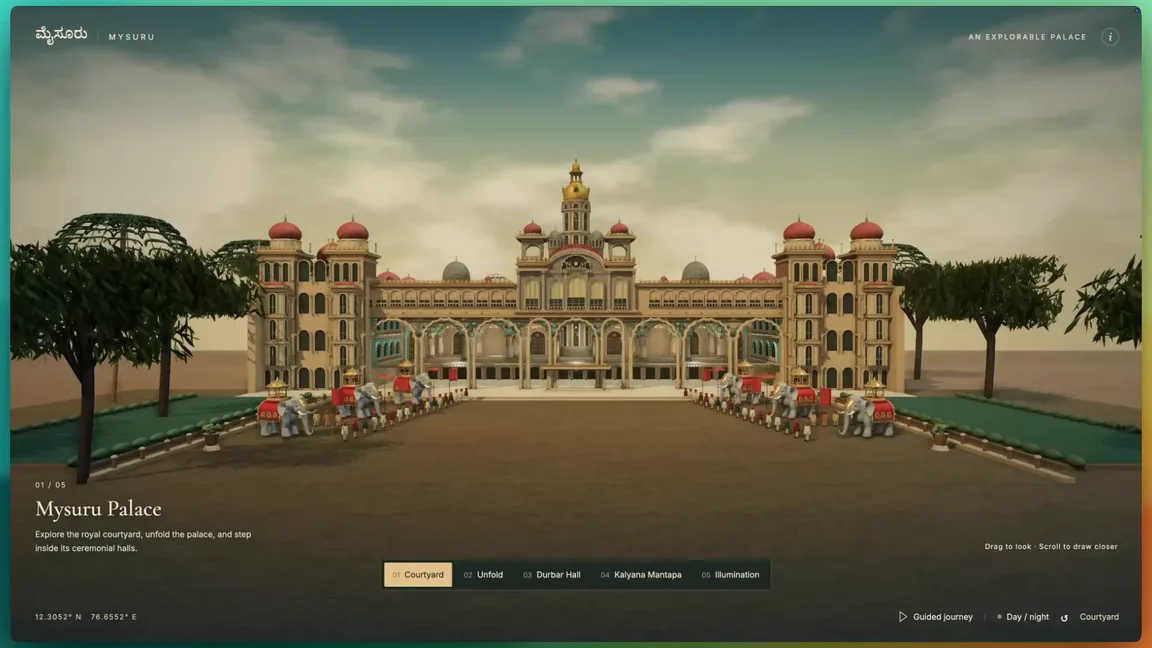 ಮೈಸೂರು MYSURU
AN EXPLORABLE PALACE i
01 / 05
Mysuru Palace
Explore the royal courtyard, unfold the palace, and step
inside its ceremonial halls.
Drag to look · Scroll to draw closer
01 Courtyard 02 Unfold 03 Durbar Hall 04 Kalyana Mantapa 05 Illumination
12.3052° N 76.6552° E
Guided journey Day / night Courtyard